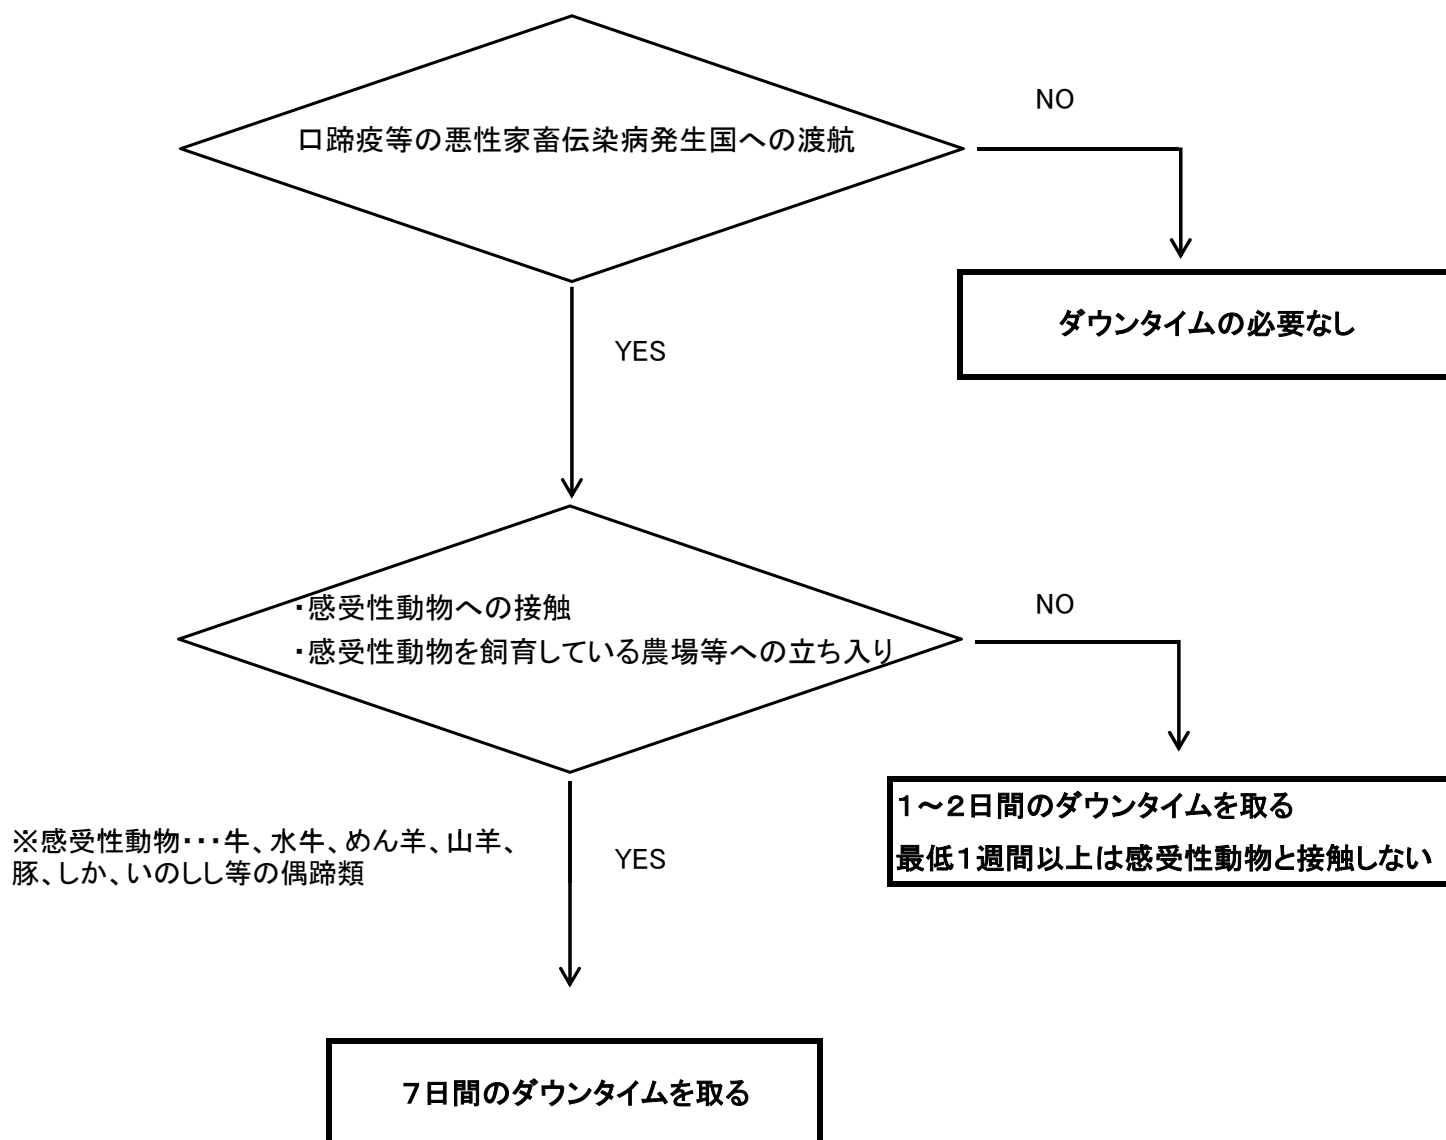 口蹄疫等の悪性家畜伝染病発生国への渡航
NO
ダウンタイムの必要なし
YES
・感受性動物への接触
・感受性動物を飼育している農場等への立ち入り
NO
1～2日間のダウンタイムを取る
最低1週間以上は感受性動物と接触しない
※感受性動物・・・牛、水牛、めん羊、山羊、
豚、しか、いのしし等の偶蹄類
YES
7日間のダウンタイムを取る